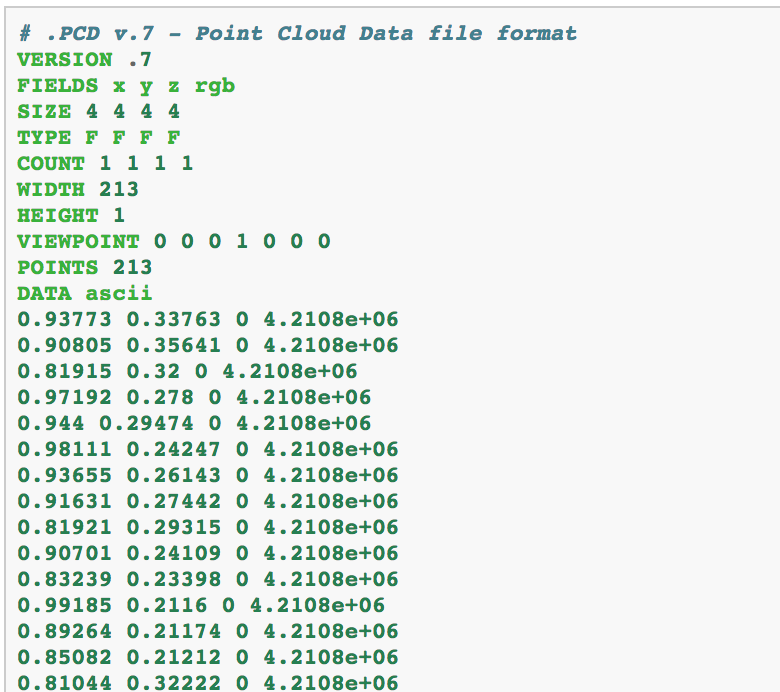 # .PCD v.7 - Point Cloud Data file format
VERSION .7
FIELDS x y z rgb
SIZE 4 4 4 4
TYPE F F F F
COUNT 1 1 1 1
WIDTH 213
HEIGHT 1
VIEWPOINT 0 0 0 1 0 0 0
POINTS 213
DATA ascii
0.93773 0.33763 0 4.2108e+06
0.90805 0.35641 0 4.2108e+06
0.81915 0.32 0 4.2108e+06
0.97192 0.278 0 4.2108e+06
0.944 0.29474 0 4.2108e+06
0.98111 0.24247 0 4.2108e+06
0.93655 0.26143 0 4.2108e+06
0.91631 0.27442 0 4.2108e+06
0.81921 0.29315 0 4.2108e+06
0.90701 0.24109 0 4.2108e+06
0.83239 0.23398 0 4.2108e+06
0.99185 0.2116 0 4.2108e+06
0.89264 0.21174 0 4.2108e+06
0.85082 0.21212 0 4.2108e+06
0.81044 0.32222 0 4.2108e+06